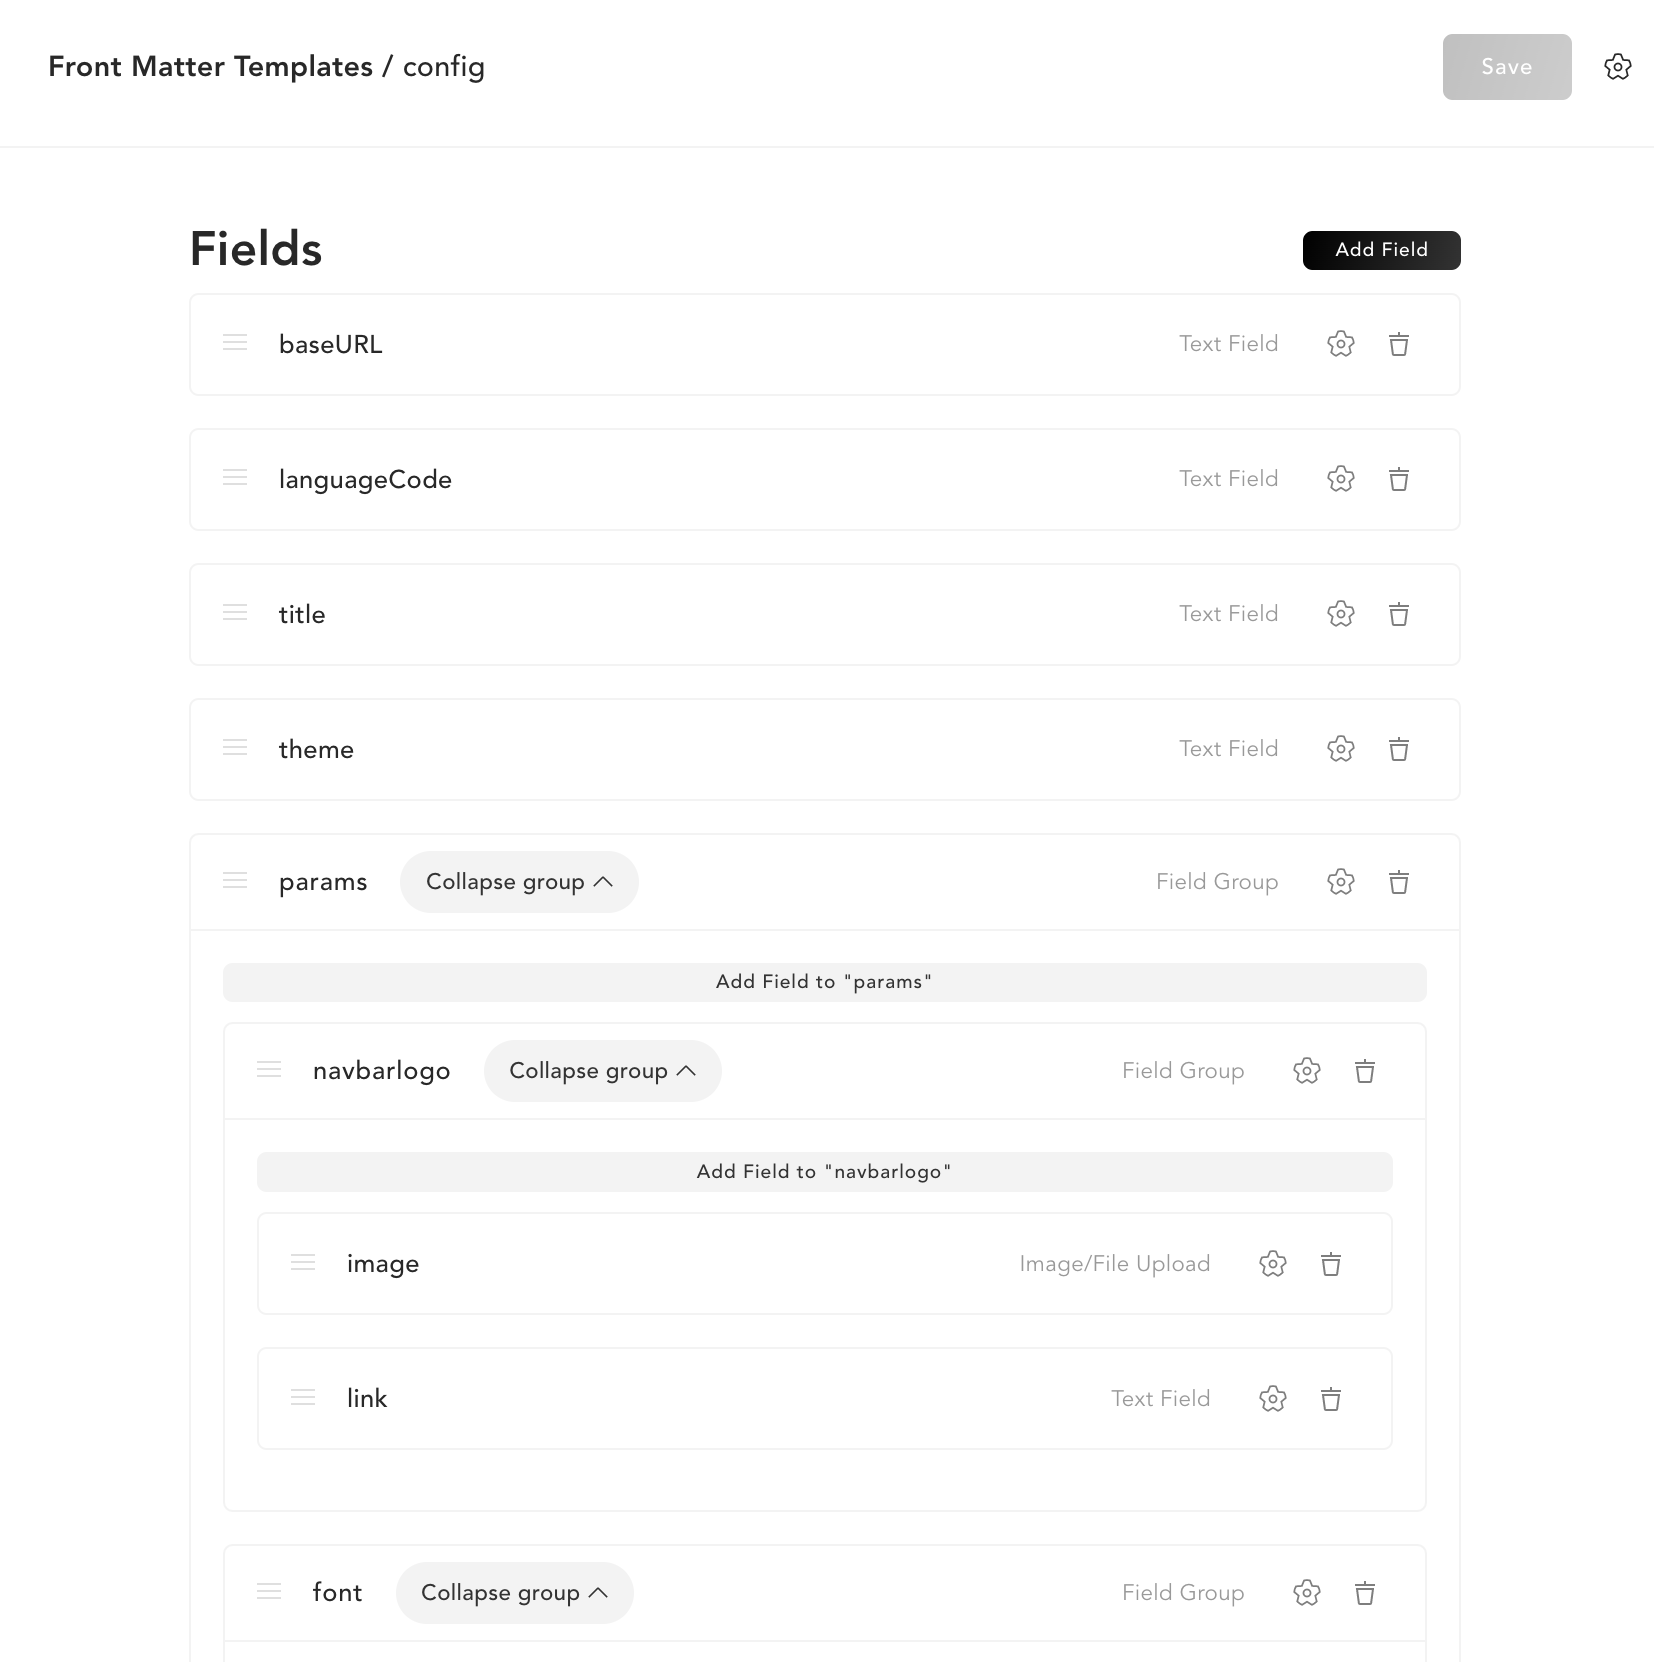 Front Matter Templates / config
Save
Fields
Add Field
baseURL Text Field
languageCode Text Field
title Text Field
theme Text Field
params Collapse group Field Group
Add Field to "params"
navbarlogo Collapse group Field Group
Add Field to "navbarlogo"
image Image/File Upload
link Text Field
font Collapse group Field Group